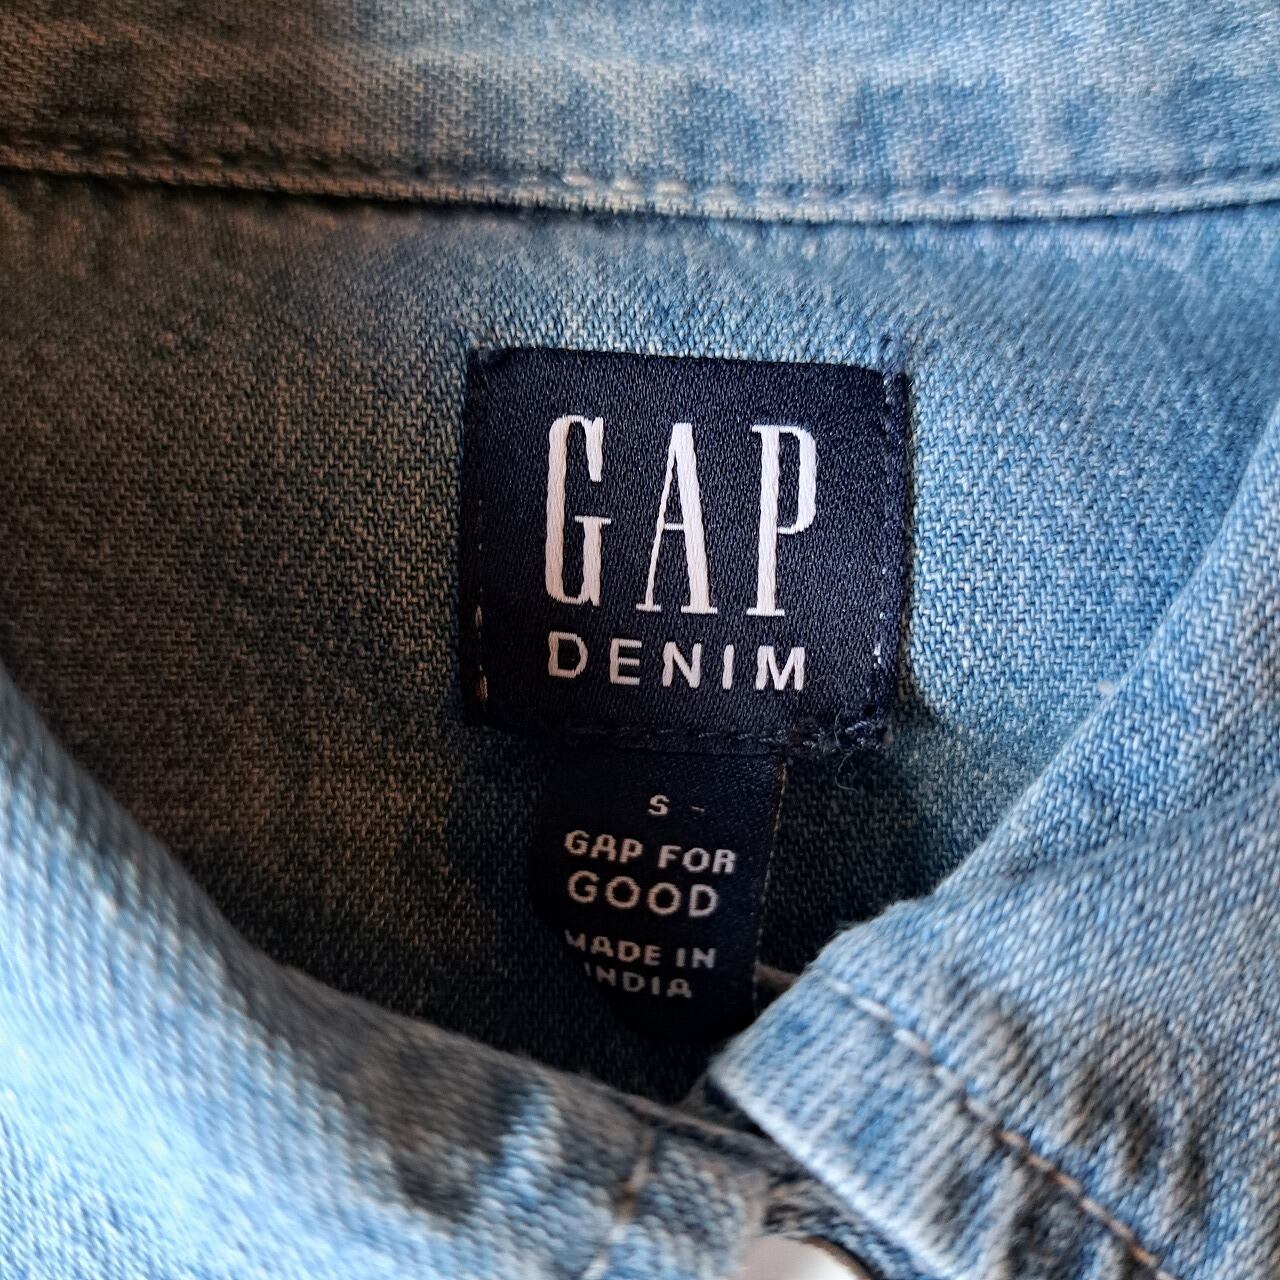 GAP
DENIM
S -
GAP FOR
GOOD
MADE IN
INDIA